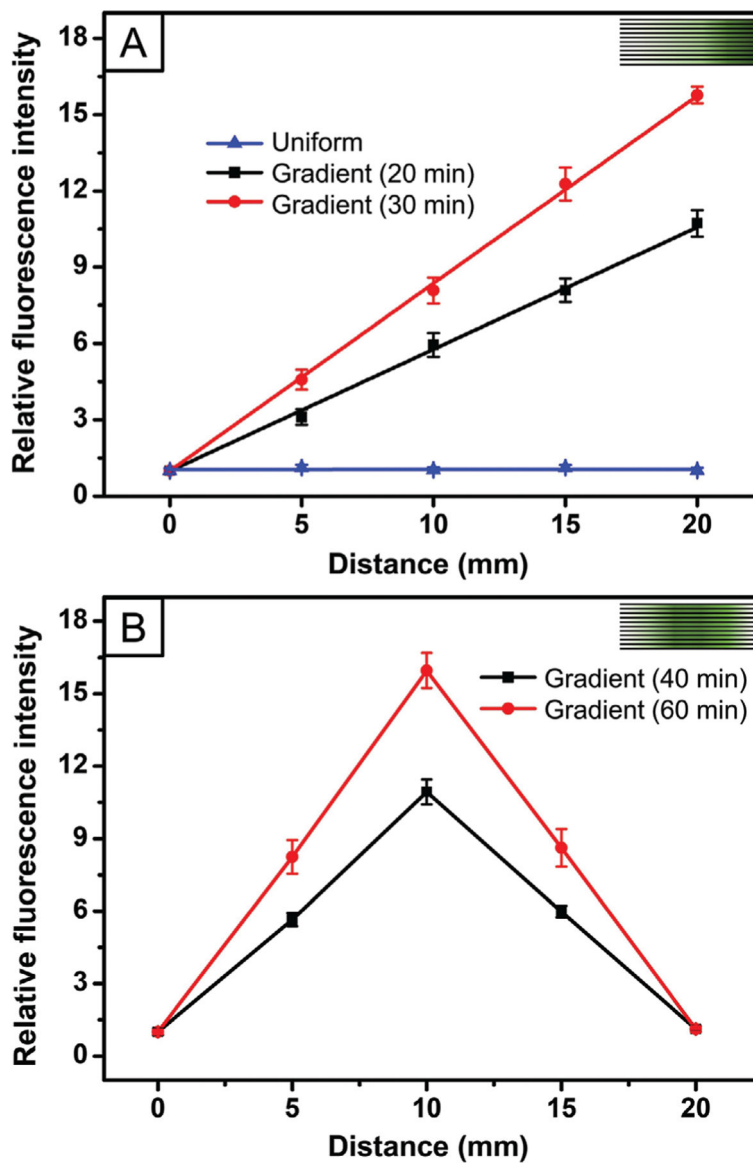 A
Relative fluorescence intensity
18
15
12
9
6
3
0
Uniform
Gradient (20 min)
Gradient (30 min)
0 5 10 15 20
Distance (mm)
B
Relative fluorescence intensity
18
15
12
9
6
3
0
Gradient (40 min)
Gradient (60 min)
0 5 10 15 20
Distance (mm)